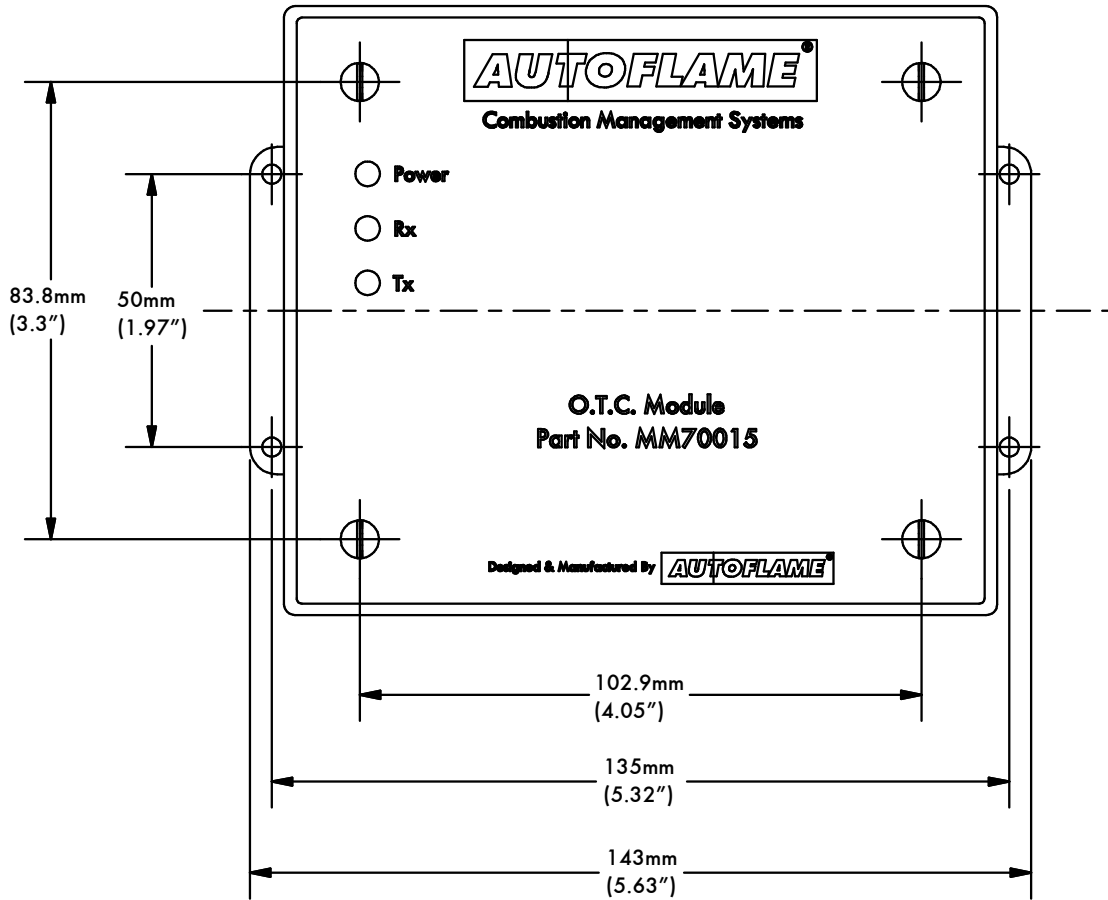 AUTOFLAME®
Combustion Management Systems
Power
Rx
Tx
83.8mm
(3.3″)
50mm
(1.97″)
O.T.C. Module
Part No. MM70015
Designed & Manufactured By AUTOFLAME®
102.9mm
(4.05″)
135mm
(5.32″)
143mm
(5.63″)